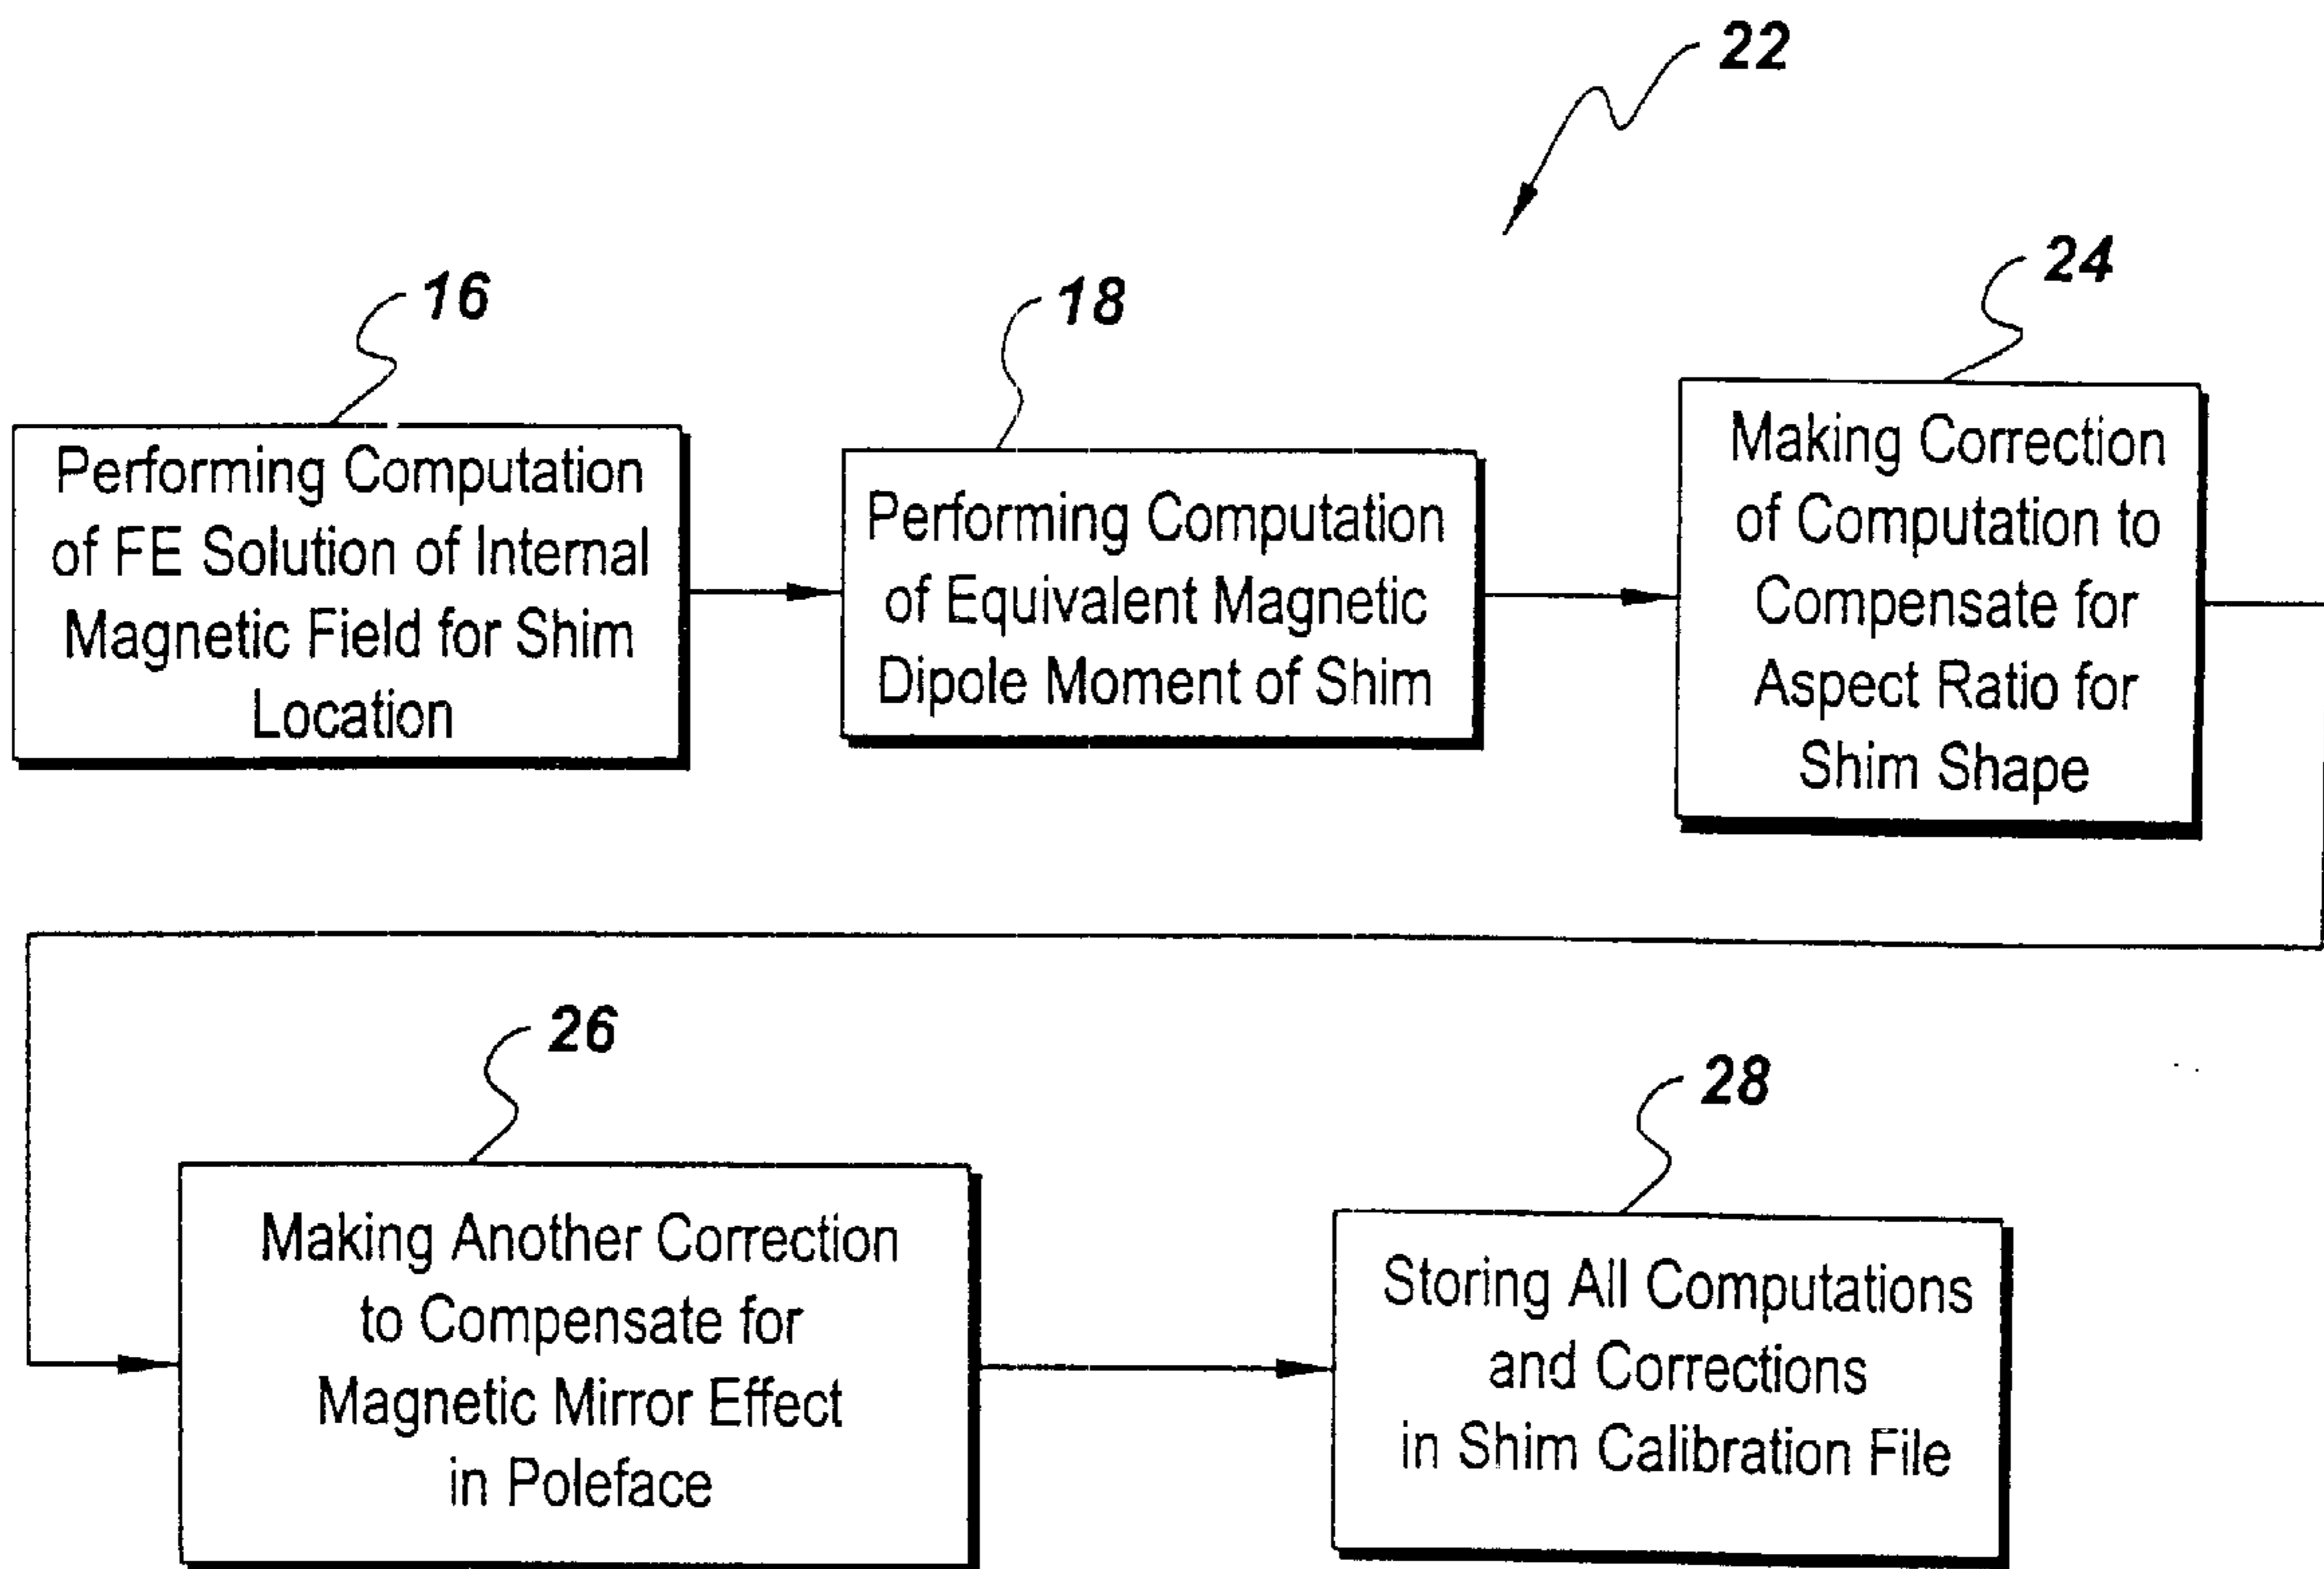 22
16
Performing Computation
of FE Solution of Internal
Magnetic Field for Shim
Location
18
Performing Computation
of Equivalent Magnetic
Dipole Moment of Shim
24
Making Correction
of Computation to
Compensate for
Aspect Ratio for
Shim Shape
26
Making Another Correction
to Compensate for
Magnetic Mirror Effect
in Poleface
28
Storing All Computations
and Corrections
in Shim Calibration File